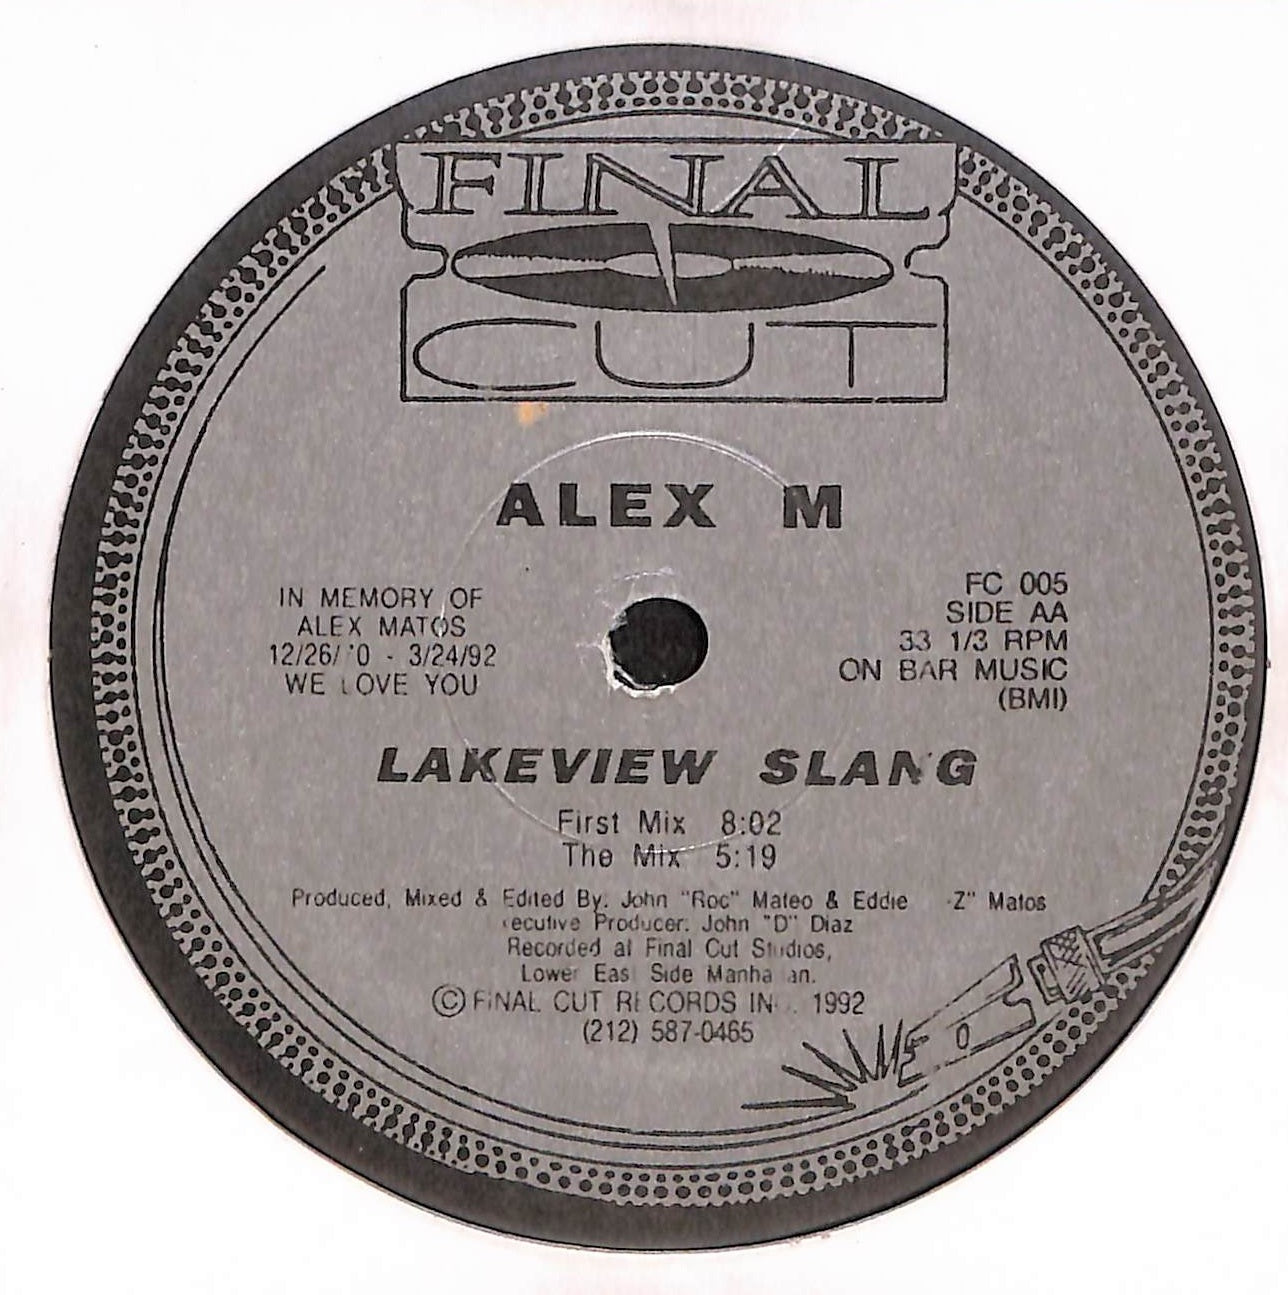 FINAL
CUT
ALEX M
IN MEMORY OF
ALEX MATOS
- 3/24/92
WE LOVE YOU
FC 005
SIDE AA
33 1/3 RPM
ON BAR MUSIC
(BMI)
LAKEVIEW SLANG
First Mix 8:02
The Mix 5:19
Produced, Mixed & Edited By: John "Roc" Mateo & Eddie Matos
Producer: John "D" Diaz
Recorded at Final Cut Studios,
Lower East Side Manhattan.
© FINAL CUT RECORDS INC. 1992
(212) 587-0465